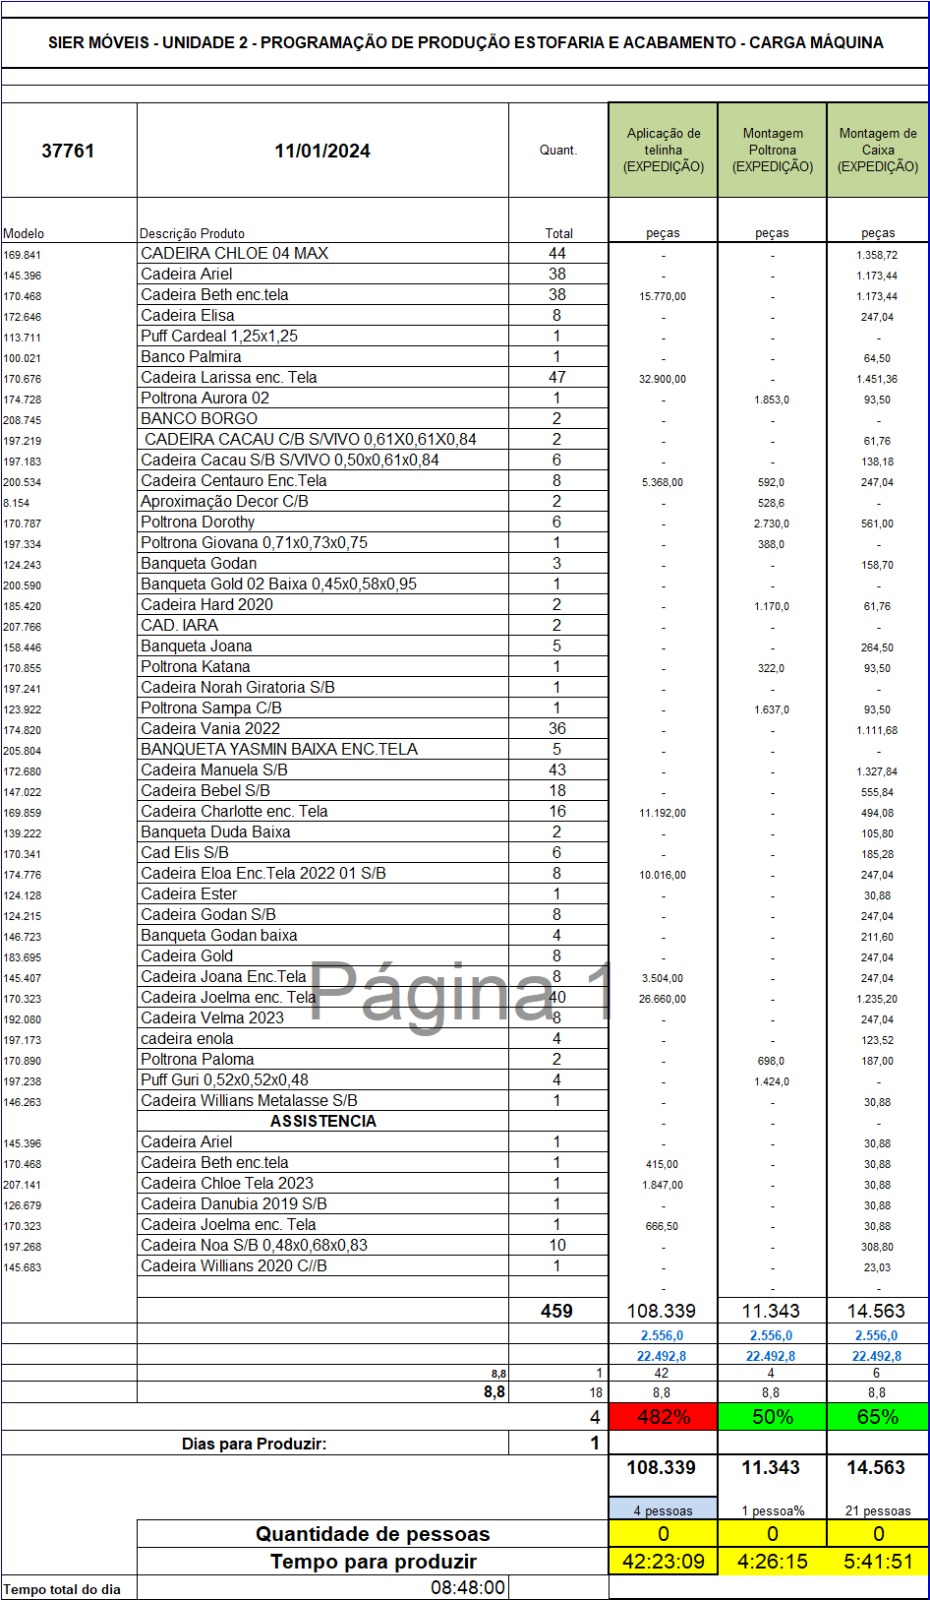 SIER MÓVEIS - UNIDADE 2 - PROGRAMAÇÃO DE PRODUÇÃO ESTOFARIA E ACABAMENTO - CARGA MÁQUINA
37761 11/01/2024 Quant. Aplicação de telinha (EXPEDIÇÃO) Montagem Poltrona (EXPEDIÇÃO) Montagem de Caixa (EXPEDIÇÃO)
Modelo Descrição Produto Total peças peças peças
169.841 CADEIRA CHLOE 04 MAX 44 - - 1.358,72
145.396 Cadeira Ariel 38 - - 1.173,44
170.468 Cadeira Beth enc.tela 38 15.770,00 - 1.173,44
172.646 Cadeira Elisa 8 - - 247,04
113.711 Puff Cardeal 1,25x1,25 1 - - -
100.021 Banco Palmira 1 - - 64,50
170.676 Cadeira Larissa enc. Tela 47 32.900,00 - 1.451,36
174.728 Poltrona Aurora 02 1 - 1.853,0 93,50
208.745 BANCO BORGO 2 - - -
197.219 CADEIRA CACAU C/B S/VIVO 0,61X0,61X0,84 2 - - 61,76
197.183 Cadeira Cacau S/B S/VIVO 0,50x0,61x0,84 6 - - 138,18
200.534 Cadeira Centauro Enc.Tela 8 5.368,00 592,0 247,04
8.154 Aproximação Decor C/B 2 - 528,6 -
170.787 Poltrona Dorothy 6 - 2.730,0 561,00
197.334 Poltrona Giovana 0,71x0,73x0,75 1 - 388,0 -
124.243 Banqueta Godan 3 - - 158,70
200.590 Banqueta Gold 02 Baixa 0,45x0,58x0,95 1 - - -
185.420 Cadeira Hard 2020 2 - 1.170,0 61,76
207.766 CAD. IARA 2 - - -
158.446 Banqueta Joana 5 - - 264,50
170.855 Poltrona Katana 1 - 322,0 93,50
197.241 Cadeira Norah Giratoria S/B 1 - - -
123.922 Poltrona Sampa C/B 1 - 1.637,0 93,50
174.820 Cadeira Vania 2022 36 - - 1.111,68
205.804 BANQUETA YASMIN BAIXA ENC.TELA 5 - - -
172.680 Cadeira Manuela S/B 43 - - 1.327,84
147.022 Cadeira Bebel S/B 18 - - 555,84
169.859 Cadeira Charlotte enc. Tela 16 11.192,00 - 494,08
139.222 Banqueta Duda Baixa 2 - - 105,80
170.341 Cad Elis S/B 6 - - 185,28
174.776 Cadeira Eloa Enc.Tela 2022 01 S/B 8 10.016,00 - 247,04
124.128 Cadeira Ester 1 - - 30,88
124.215 Cadeira Godan S/B 8 - - 247,04
146.723 Banqueta Godan baixa 4 - - 211,60
183.695 Cadeira Gold 8 - - 247,04
145.407 Cadeira Joana Enc.Tela 8 3.504,00 - 247,04
170.323 Cadeira Joelma enc. Tela 40 26.660,00 - 1.235,20
Página 1
192.080 Cadeira Velma 2023 8 - - 247,04
197.173 cadeira enola 4 - - 123,52
170.890 Poltrona Paloma 2 - 698,0 187,00
197.238 Puff Guri 0,52x0,52x0,48 4 - 1.424,0 -
146.263 Cadeira Willians Metalasse S/B 1 - - 30,88
ASSISTENCIA - - -
145.396 Cadeira Ariel 1 - - 30,88
170.468 Cadeira Beth enc.tela 1 415,00 - 30,88
207.141 Cadeira Chloe Tela 2023 1 1.847,00 - 30,88
126.679 Cadeira Danubia 2019 S/B 1 - - 30,88
170.323 Cadeira Joelma enc. Tela 1 666,50 - 30,88
197.268 Cadeira Noa S/B 0,48x0,68x0,83 10 - - 308,80
145.683 Cadeira Willians 2020 C//B 1 - - 23,03
- - -
459 108.339 11.343 14.563
2.556,0 2.556,0 2.556,0
22.492,8 22.492,8 22.492,8
8,8 1 42 4 6
8,8 18 8,8 8,8 8,8
4 482% 50% 65%
Dias para Produzir: 1
108.339 11.343 14.563
4 pessoas 1 pessoa% 21 pessoas
Quantidade de pessoas 0 0 0
Tempo para produzir 42:23:09 4:26:15 5:41:51
Tempo total do dia 08:48:00